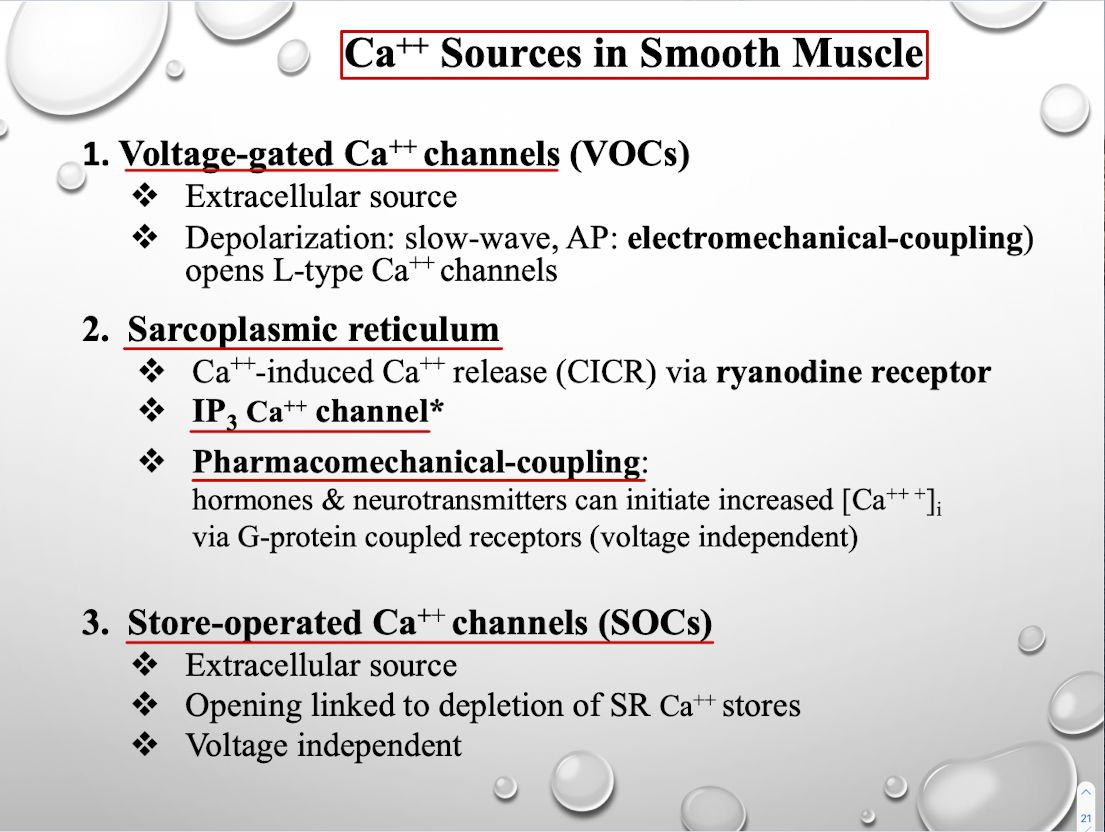 Ca⁺⁺ Sources in Smooth Muscle
1. Voltage-gated Ca⁺⁺ channels (VOCs)
❖ Extracellular source
❖ Depolarization: slow-wave, AP: electromechanical-coupling)
opens L-type Ca⁺⁺ channels
2. Sarcoplasmic reticulum
❖ Ca⁺⁺-induced Ca⁺⁺ release (CICR) via ryanodine receptor
❖ IP₃ Ca⁺⁺ channel*
❖ Pharmacomechanical-coupling:
hormones & neurotransmitters can initiate increased [Ca⁺⁺ ⁺]ᵢ
via G-protein coupled receptors (voltage independent)
3. Store-operated Ca⁺⁺ channels (SOCs)
❖ Extracellular source
❖ Opening linked to depletion of SR Ca⁺⁺ stores
❖ Voltage independent
21